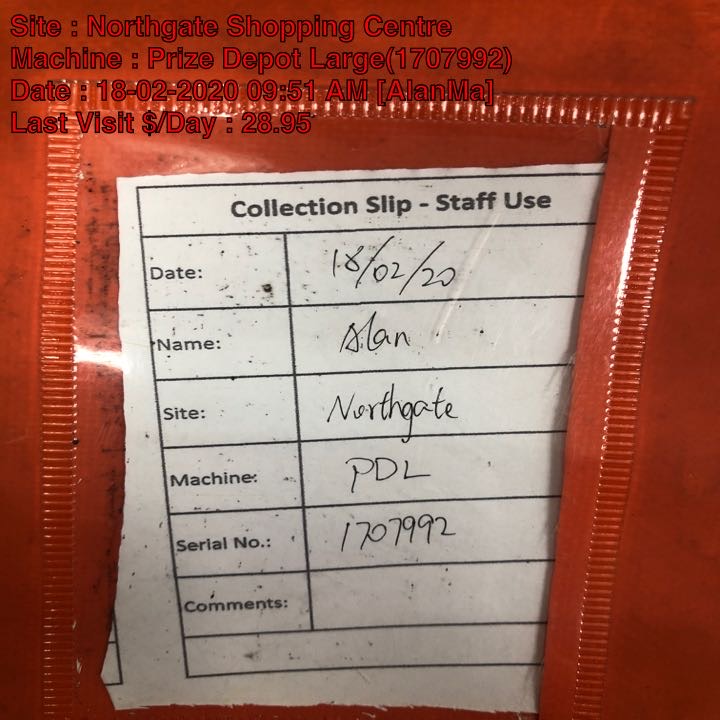 Site : Northgate Shopping Centre
Machine : Prize Depot Large(1707992)
Date : 18-02-2020 09:51 AM [AlanMa]
Last Visit $/Day : 28.95
Collection Slip - Staff Use
Date: 18/02/20
Name: Alan
Site: Northgate
Machine: PDL
Serial No.: 1707992
Comments: